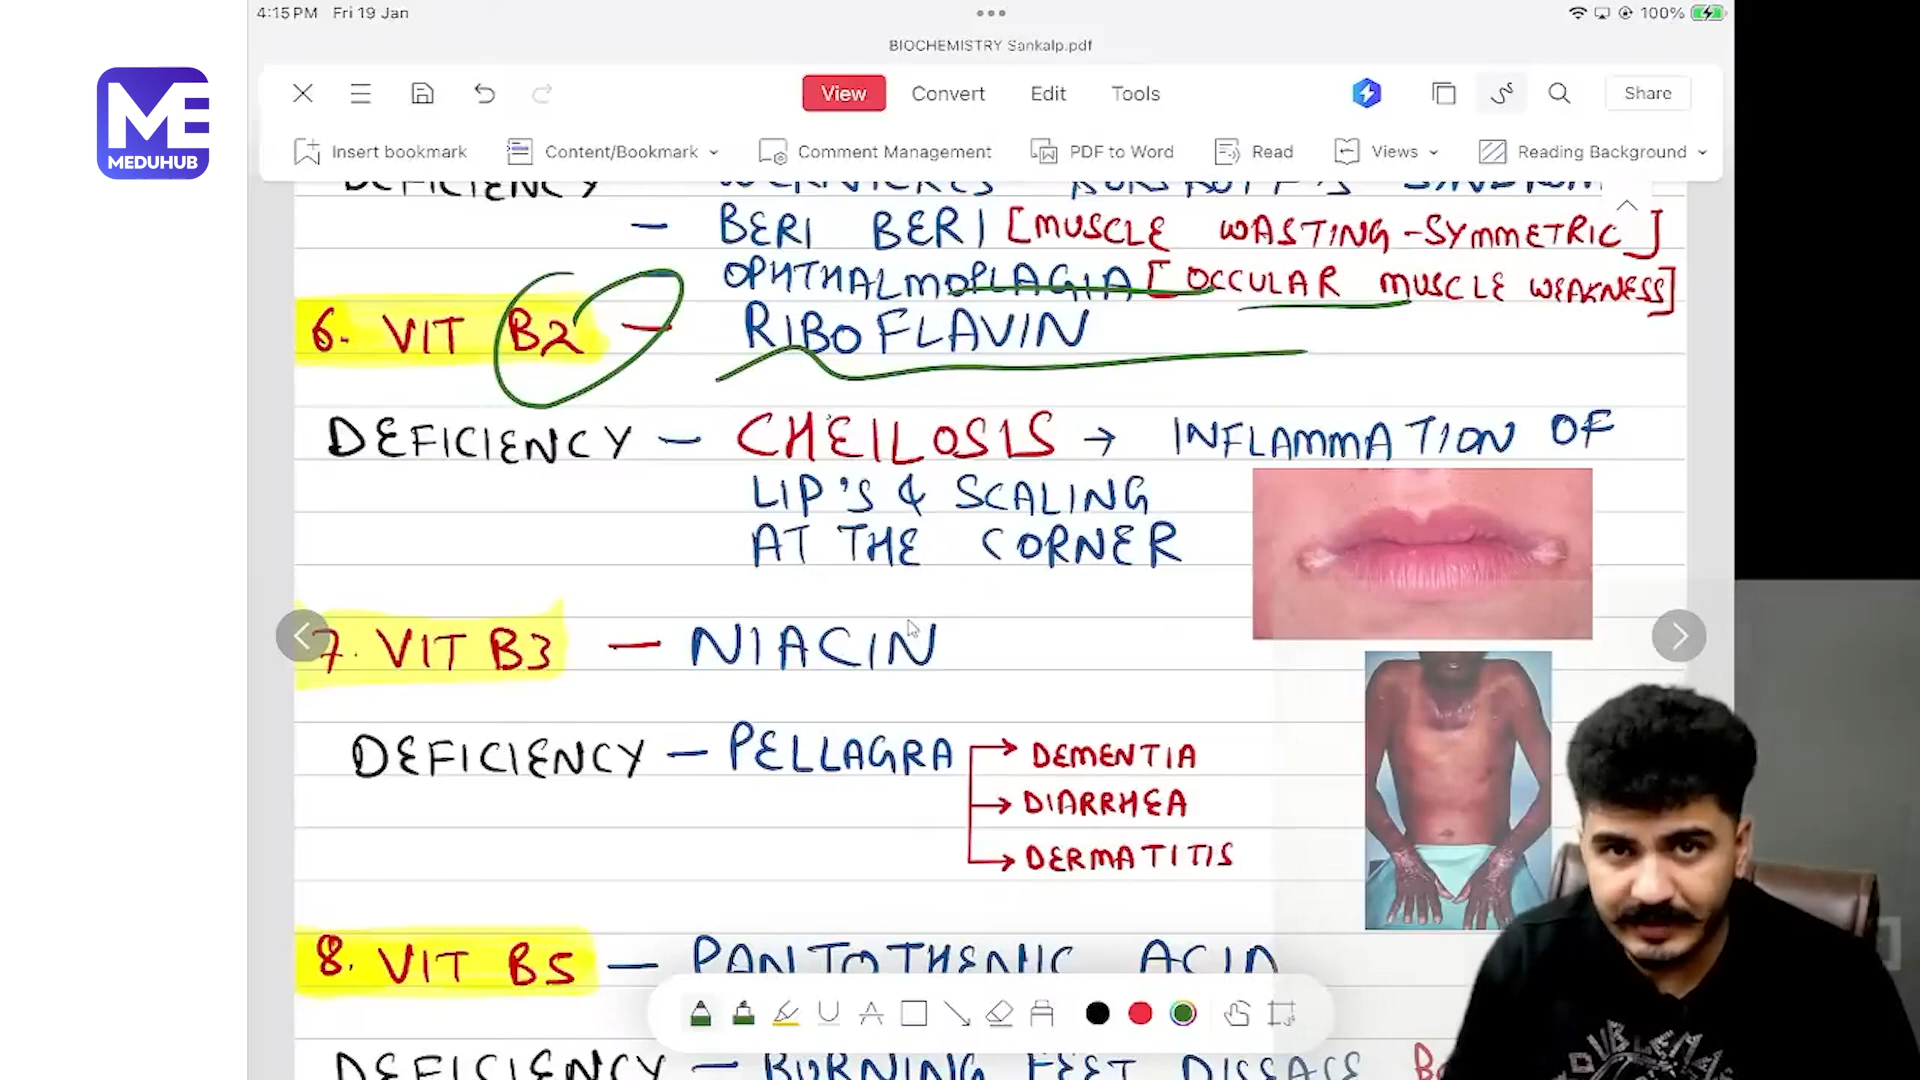 4:15 PM Fri 19 Jan
100%
BIOCHEMISTRY Sankalp.pdf
ME
MEDUHUB
View Convert Edit Tools
Share
Insert bookmark Content/Bookmark Comment Management PDF to Word Read Views Reading Background
DEFICIENCY
- BERI BERI [MUSCLE WASTING - SYMMETRIC]
OPHTHALMOPLAGIA [OCCULAR MUSCLE WEAKNESS]
6. VIT B2 - RIBOFLAVIN
DEFICIENCY - CHEILOSIS → INFLAMMATION OF
LIP'S & SCALING
AT THE CORNER
7. VIT B3 - NIACIN
DEFICIENCY - PELLAGRA → DEMENTIA
→ DIARRHEA
→ DERMATITIS
8. VIT B5 - PANTOTHENIC ACID
DEFICIENCY - BURNING FEET DISEASE